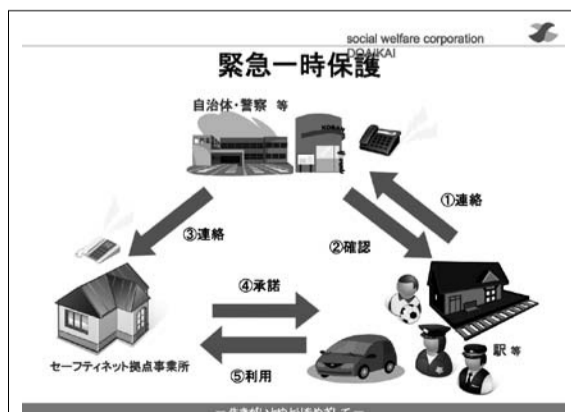 social welfare corporation
DOAIKAI
緊急一時保護
自治体・警察 等
KOBAN
①連絡
③連絡
②確認
④承諾
セーフティネット拠点事業所
⑤利用
駅 等